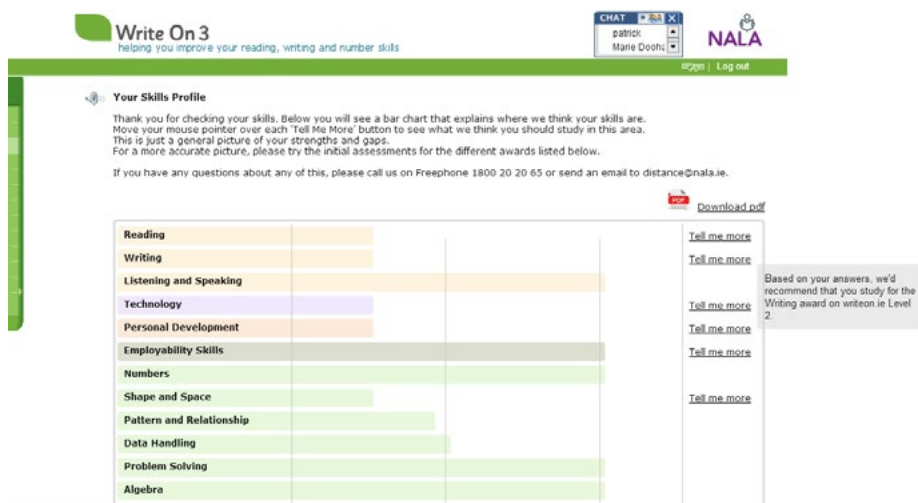 Write On 3
helping you improve your reading, writing and number skills
CHAT
X
patrick
Marie Dooha
NALA
| Log out
Your Skills Profile
Thank you for checking your skills. Below you will see a bar chart that explains where we think your skills are.
Move your mouse pointer over each 'Tell Me More' button to see what we think you should study in this area.
This is just a general picture of your strengths and gaps.
For a more accurate picture, please try the initial assessments for the different awards listed below.
If you have any questions about any of this, please call us on Freephone 1800 20 20 65 or send an email to distance@nala.ie.
PDF
Download pdf
Reading
Tell me more
Writing
Tell me more
Listening and Speaking
Technology
Tell me more
Personal Development
Tell me more
Employability Skills
Tell me more
Numbers
Shape and Space
Tell me more
Pattern and Relationship
Data Handling
Problem Solving
Algebra
Based on your answers, we'd
recommend that you study for the
Writing award on writeon.ie Level
2.